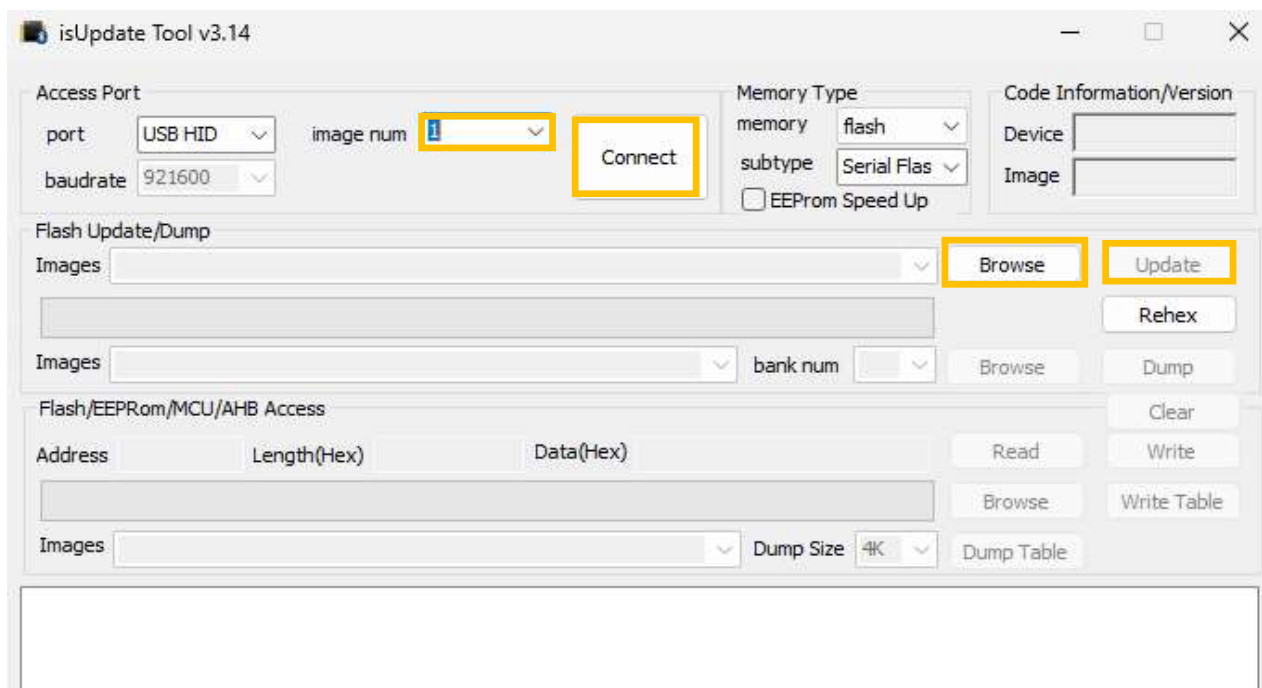 isUpdate Tool v3.14
Access Port
port USB HID image num 1 Connect
baudrate 921600
Memory Type
memory flash
subtype Serial Flas
EEProm Speed Up
Code Information/Version
Device
Image
Flash Update/Dump
Images Browse Update
Rehex
Images bank num Browse Dump
Flash/EEPRom/MCU/AHB Access Clear
Address Length(Hex) Data(Hex) Read Write
Browse Write Table
Images Dump Size 4K Dump Table